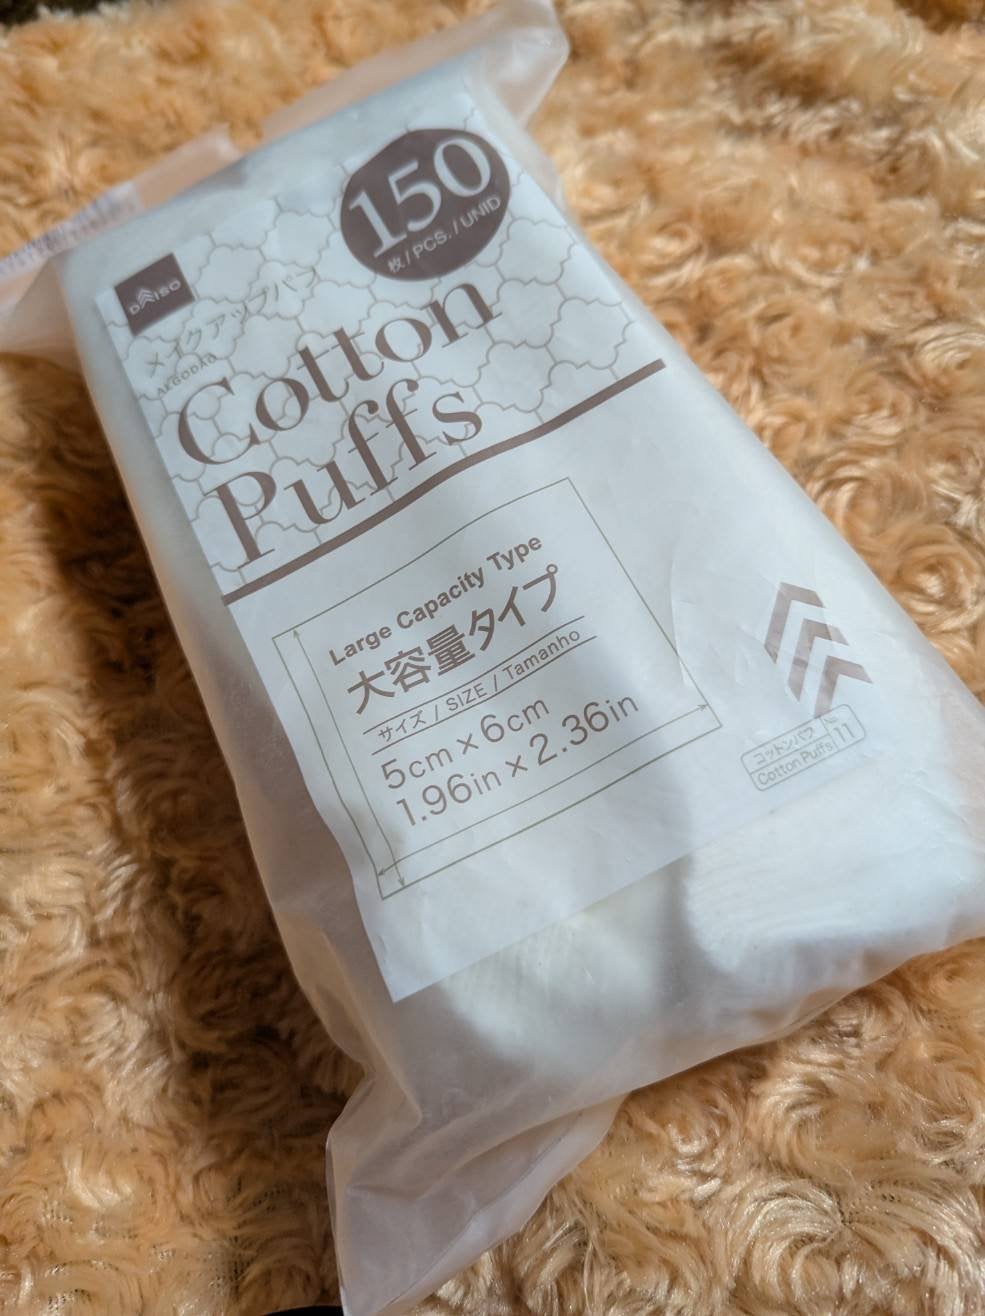 150
枚/PCS./UNID
DAISO
メイクアップパフ
ALGODÃO
Cotton
Puffs
Large Capacity Type
大容量タイプ
サイズ / SIZE / Tamanho
5cm×6cm
1.96in×2.36in
コットンパフ No.
Cotton Puffs 11